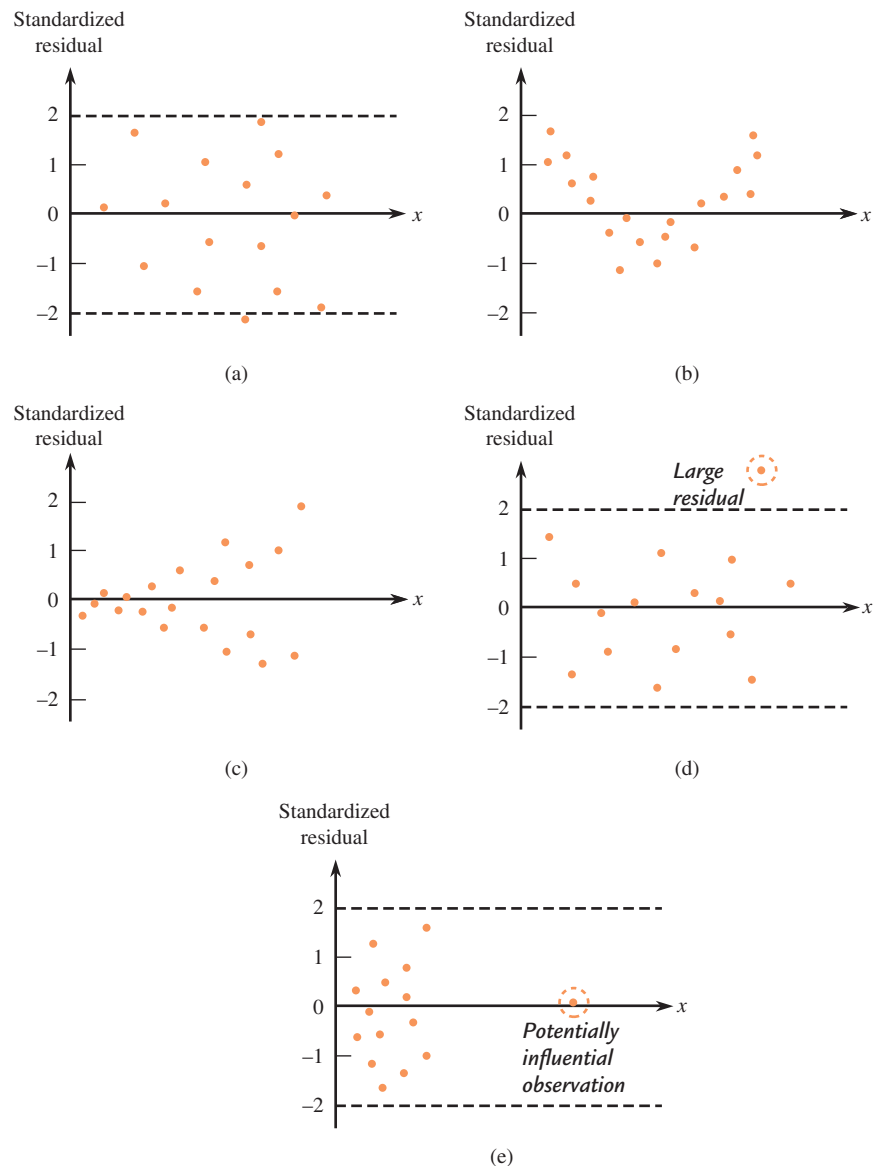 Standardized
residual
2
1
0
x
–1
–2
(a)
Standardized
residual
2
1
0
x
–1
–2
(b)
Standardized
residual
2
1
0
x
–1
–2
(c)
Standardized
residual
Large
residual
2
1
0
x
–1
–2
(d)
Standardized
residual
2
1
0
x
Potentially
influential
observation
–1
–2
(e)